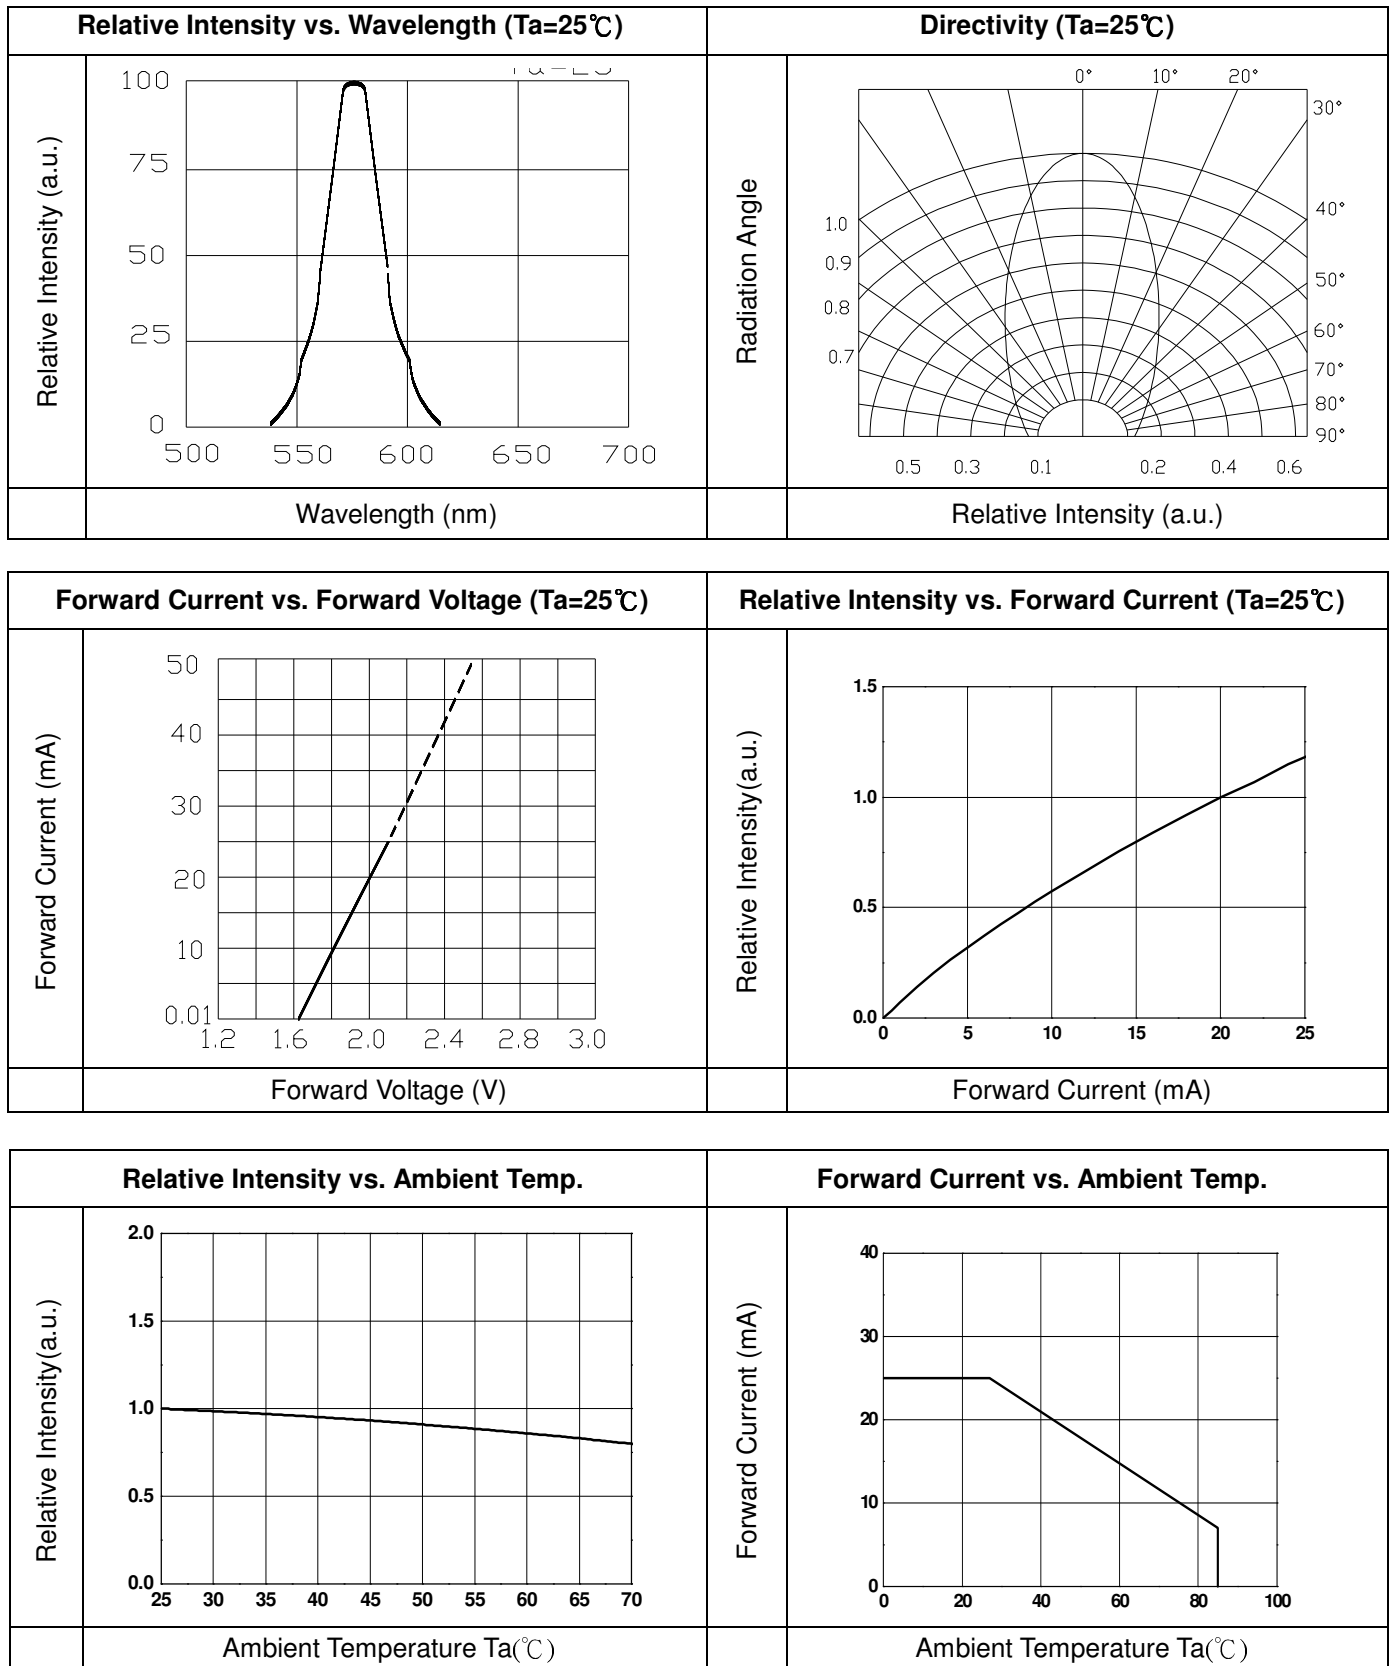 Relative Intensity vs. Wavelength (Ta=25℃)
Directivity (Ta=25℃)
Relative Intensity (a.u.)
100
75
50
25
0
500 550 600 650 700
Wavelength (nm)
Radiation Angle
0° 10° 20°
30°
40°
50°
60°
70°
80°
90°
1.0
0.9
0.8
0.7
0.5 0.3 0.1 0.2 0.4 0.6
Relative Intensity (a.u.)
Forward Current vs. Forward Voltage (Ta=25℃)
Relative Intensity vs. Forward Current (Ta=25℃)
Forward Current (mA)
50
40
30
20
10
0.01
1.2 1.6 2.0 2.4 2.8 3.0
Forward Voltage (V)
Relative Intensity(a.u.)
1.5
1.0
0.5
0.0
0 5 10 15 20 25
Forward Current (mA)
Relative Intensity vs. Ambient Temp.
Forward Current vs. Ambient Temp.
Relative Intensity(a.u.)
2.0
1.5
1.0
0.5
0.0
25 30 35 40 45 50 55 60 65 70
Ambient Temperature Ta(℃)
Forward Current (mA)
40
30
20
10
0
0 20 40 60 80 100
Ambient Temperature Ta(℃)